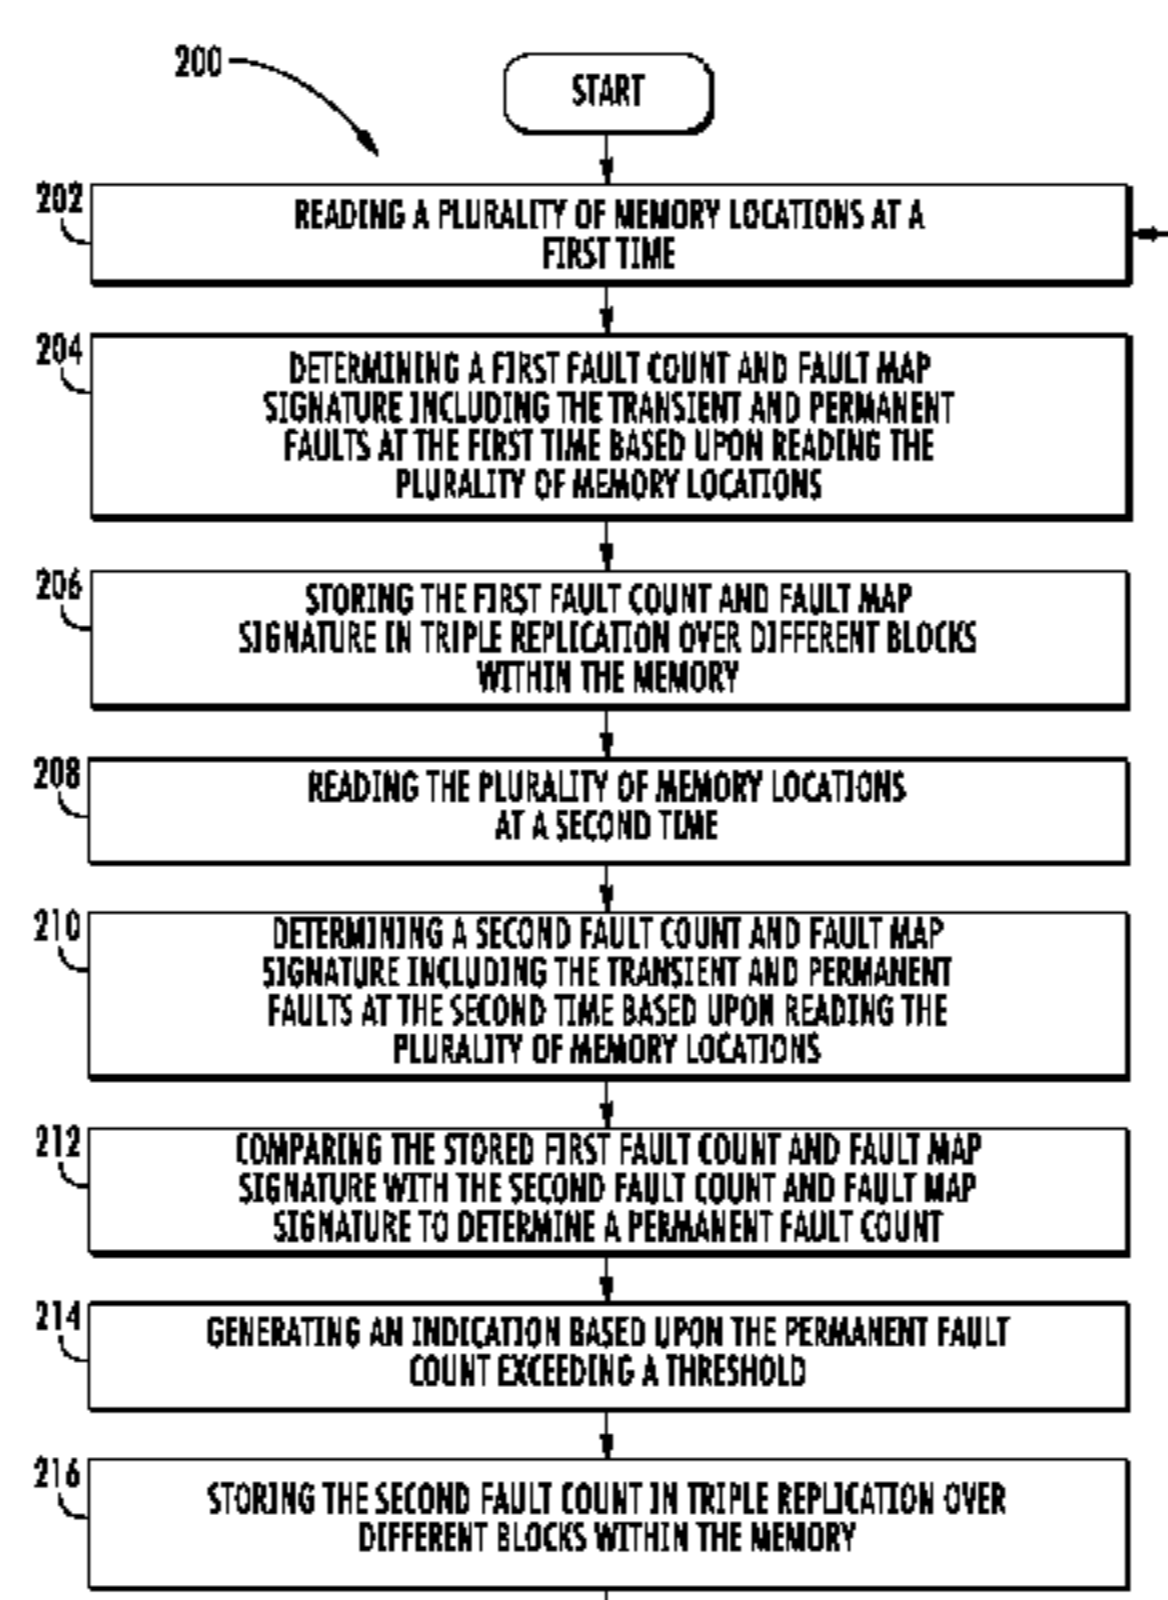 200
START
202
READING A PLURALITY OF MEMORY LOCATIONS AT A
FIRST TIME
204
DETERMINING A FIRST FAULT COUNT AND FAULT MAP
SIGNATURE INCLUDING THE TRANSIENT AND PERMANENT
FAULTS AT THE FIRST TIME BASED UPON READING THE
PLURALITY OF MEMORY LOCATIONS
206
STORING THE FIRST FAULT COUNT AND FAULT MAP
SIGNATURE IN TRIPLE REPLICATION OVER DIFFERENT BLOCKS
WITHIN THE MEMORY
208
READING THE PLURALITY OF MEMORY LOCATIONS
AT A SECOND TIME
210
DETERMINING A SECOND FAULT COUNT AND FAULT MAP
SIGNATURE INCLUDING THE TRANSIENT AND PERMANENT
FAULTS AT THE SECOND TIME BASED UPON READING THE
PLURALITY OF MEMORY LOCATIONS
212
COMPARING THE STORED FIRST FAULT COUNT AND FAULT MAP
SIGNATURE WITH THE SECOND FAULT COUNT AND FAULT MAP
SIGNATURE TO DETERMINE A PERMANENT FAULT COUNT
214
GENERATING AN INDICATION BASED UPON THE PERMANENT FAULT
COUNT EXCEEDING A THRESHOLD
216
STORING THE SECOND FAULT COUNT IN TRIPLE REPLICATION OVER
DIFFERENT BLOCKS WITHIN THE MEMORY